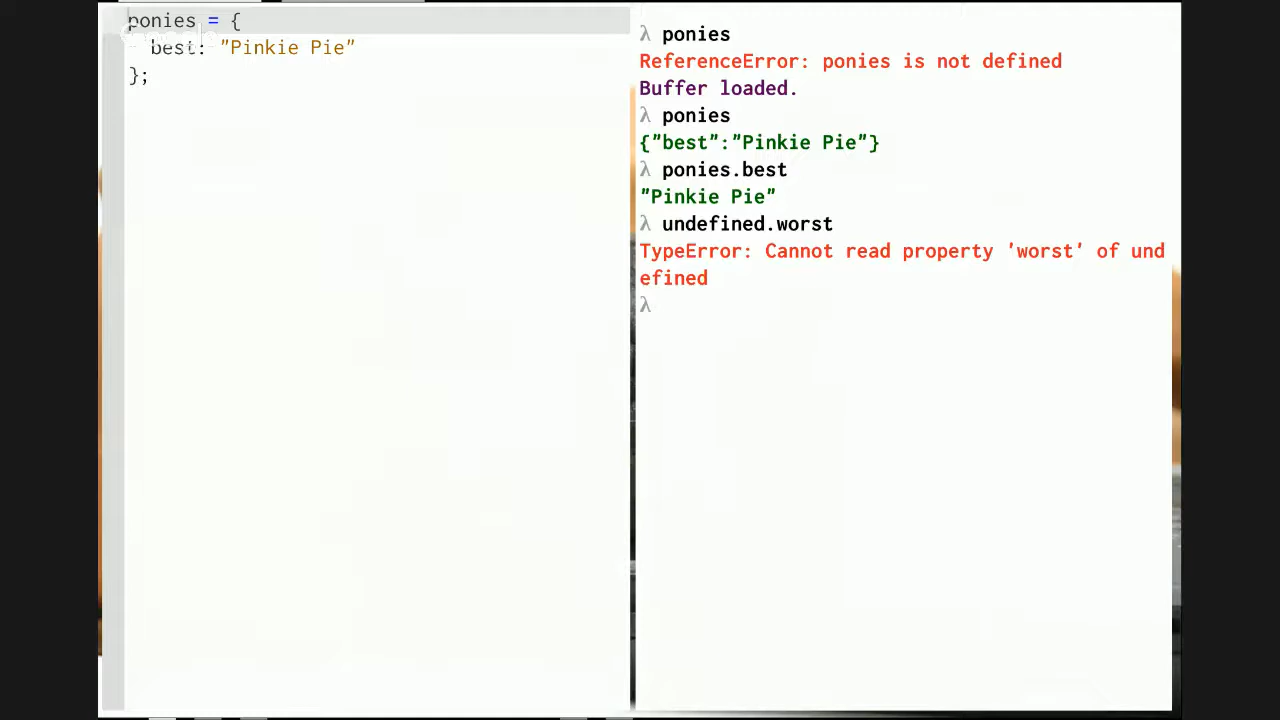 ponies = {
best: "Pinkie Pie"
};
λ ponies
ReferenceError: ponies is not defined
Buffer loaded.
λ ponies
{"best":"Pinkie Pie"}
λ ponies.best
"Pinkie Pie"
λ undefined.worst
TypeError: Cannot read property 'worst' of und
efined
λ